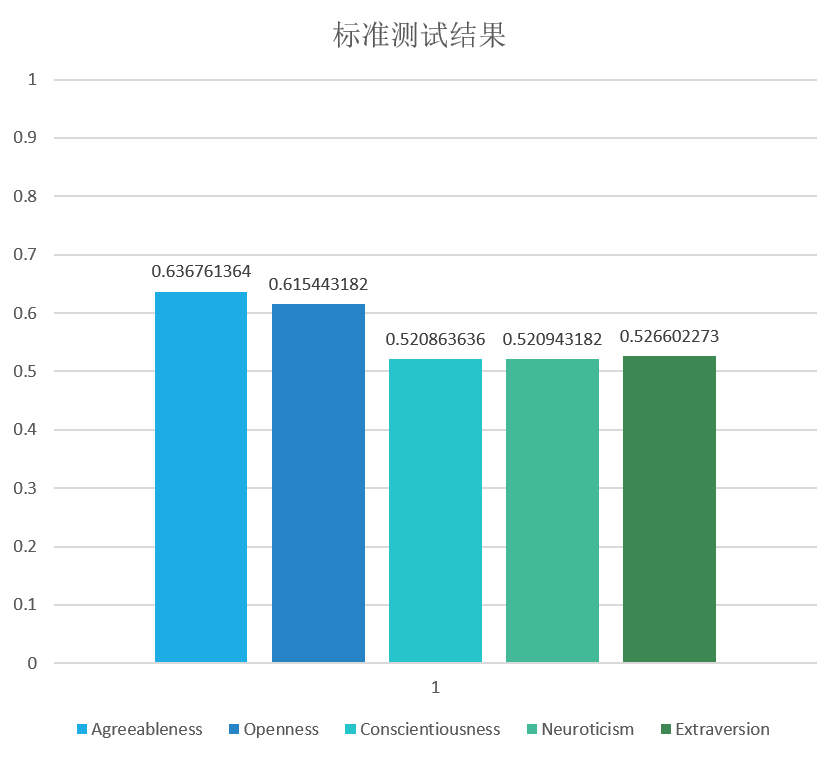 标准测试结果
1
0.9
0.8
0.7
0.6
0.5
0.4
0.3
0.2
0.1
0
0.636761364
0.615443182
0.520863636
0.520943182
0.526602273
1
Agreeableness
Openness
Conscientiousness
Neuroticism
Extraversion